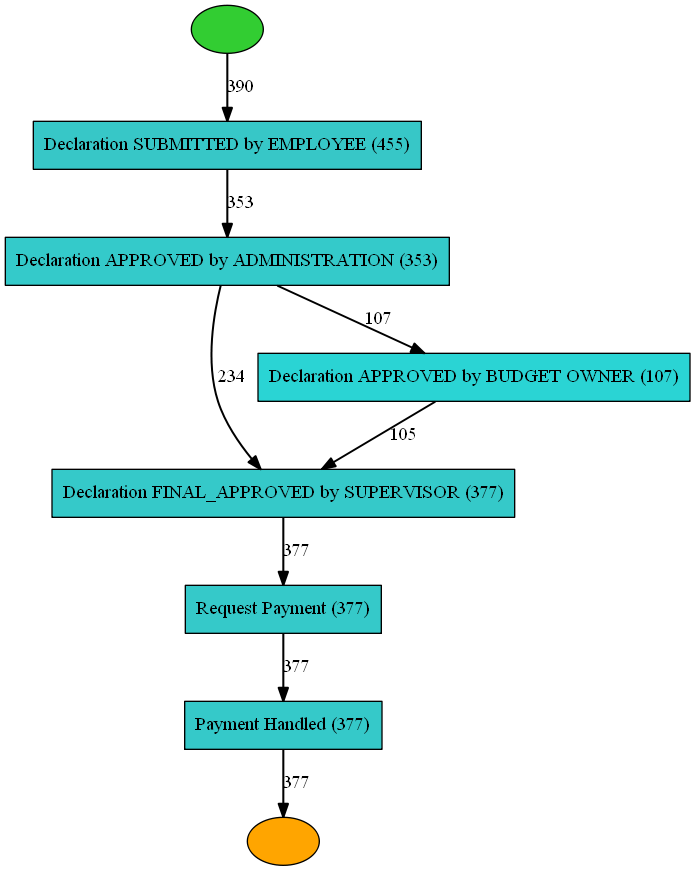 390
Declaration SUBMITTED by EMPLOYEE (455)
353
Declaration APPROVED by ADMINISTRATION (353)
107
234
Declaration APPROVED by BUDGET OWNER (107)
105
Declaration FINAL_APPROVED by SUPERVISOR (377)
377
Request Payment (377)
377
Payment Handled (377)
377